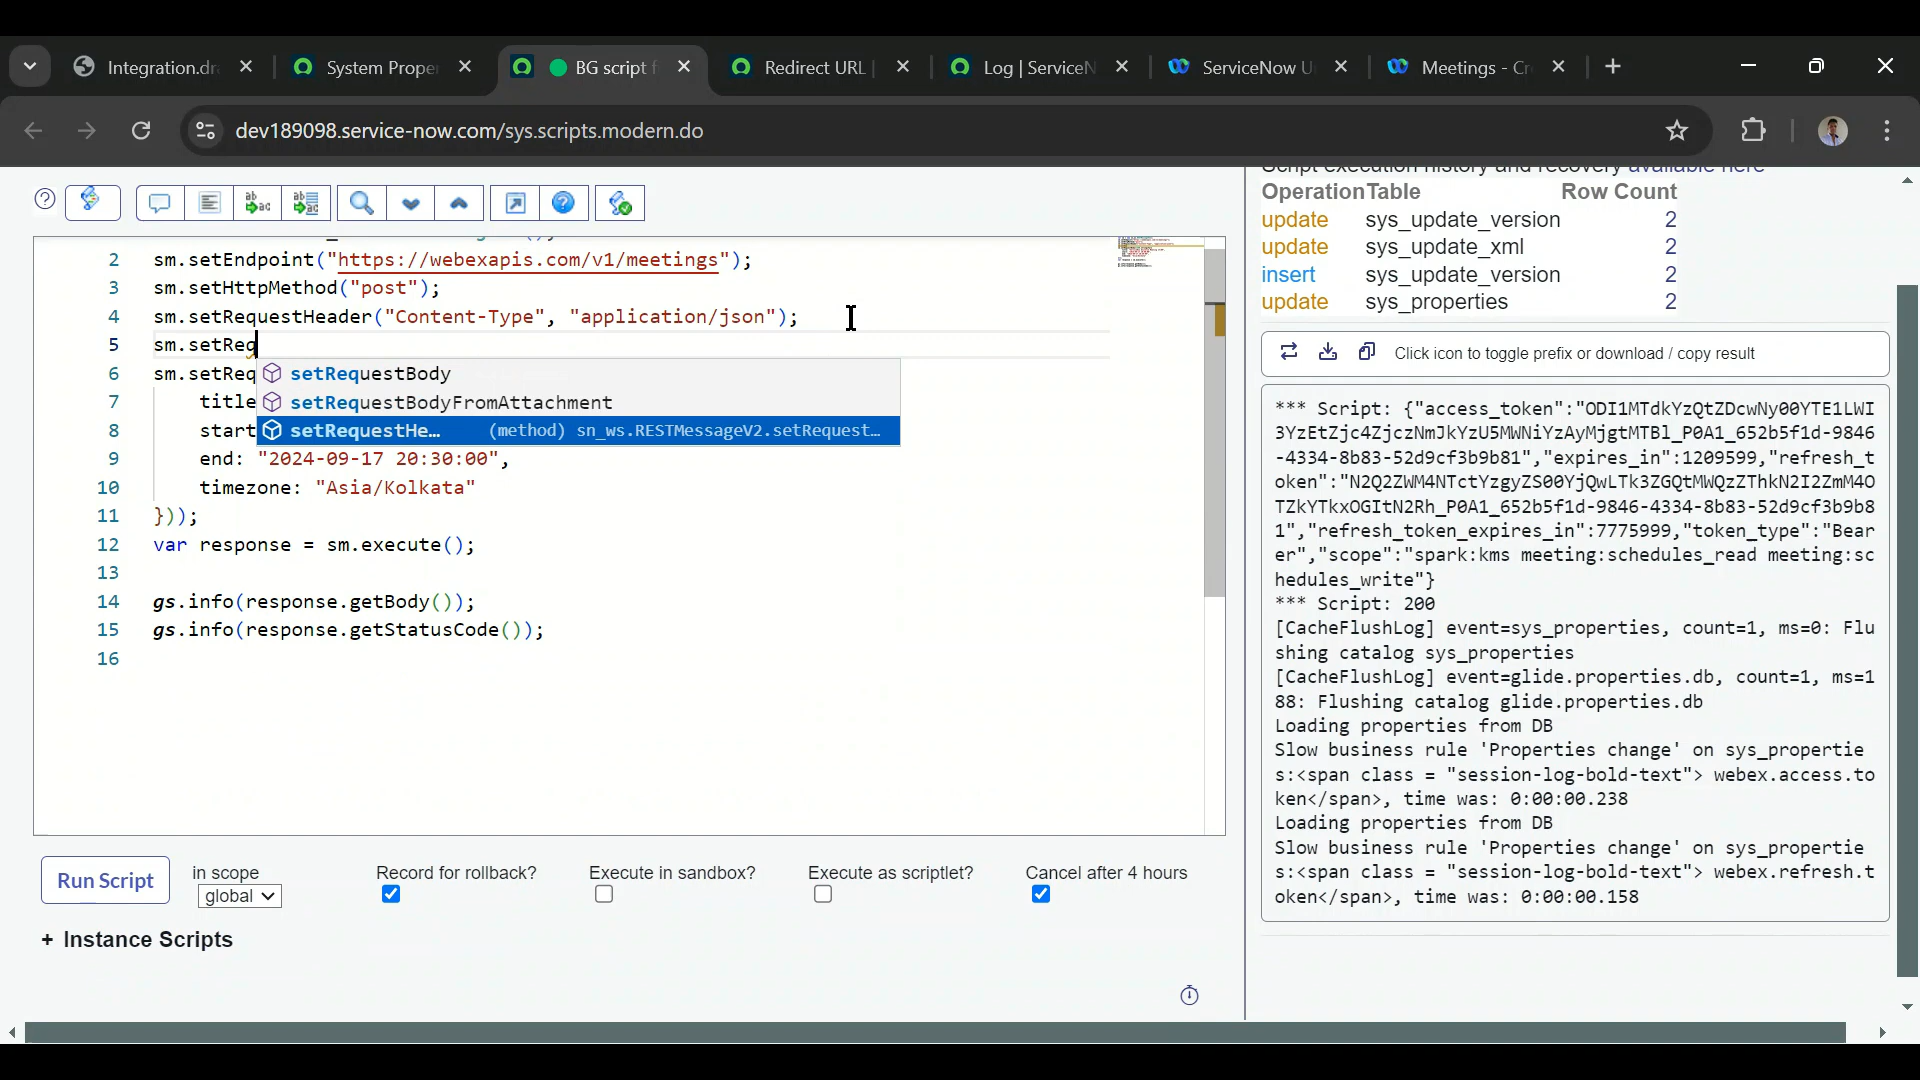 Integration.dr
System Prope
BG script f
Redirect URL
Log | ServiceN
ServiceNow U
Meetings - Cr
dev189098.service-now.com/sys.scripts.modern.do
2 sm.setEndpoint("https://webexapis.com/v1/meetings");
3 sm.setHttpMethod("post");
4 sm.setRequestHeader("Content-Type", "application/json");
5 sm.setReq
6 sm.setReq
setRequestBody
7 title
setRequestBodyFromAttachment
8 start
setRequestHe… (method) sn_ws.RESTMessageV2.setRequest…
9 end: "2024-09-17 20:30:00",
10 timezone: "Asia/Kolkata"
11 }));
12 var response = sm.execute();
13
14 gs.info(response.getBody());
15 gs.info(response.getStatusCode());
16
Run Script
in scope
global
Record for rollback?
Execute in sandbox?
Execute as scriptlet?
Cancel after 4 hours
+ Instance Scripts
Script execution history and recovery available here
Operation Table Row Count
update sys_update_version 2
update sys_update_xml 2
insert sys_update_version 2
update sys_properties 2
Click icon to toggle prefix or download / copy result
*** Script: {"access_token":"ODI1MTdkYzQtZDcwNy00YTE1LWI
3YzEtZjc4ZjczNmJkYzU5MWNiYzAyMjgtMTBl_P0A1_652b5f1d-9846
-4334-8b83-52d9cf3b9b81","expires_in":1209599,"refresh_t
oken":"N2Q2ZWM4NTctYzgyZS00YjQwLTk3ZGQtMWQzZThkN2I2ZmM4O
TZkYTkxOGItN2Rh_P0A1_652b5f1d-9846-4334-8b83-52d9cf3b9b8
1","refresh_token_expires_in":7775999,"token_type":"Bear
er","scope":"spark:kms meeting:schedules_read meeting:sc
hedules_write"}
*** Script: 200
[CacheFlushLog] event=sys_properties, count=1, ms=0: Flu
shing catalog sys_properties
[CacheFlushLog] event=glide.properties.db, count=1, ms=1
88: Flushing catalog glide.properties.db
Loading properties from DB
Slow business rule 'Properties change' on sys_propertie
s:<span class = "session-log-bold-text"> webex.access.to
ken</span>, time was: 0:00:00.238
Loading properties from DB
Slow business rule 'Properties change' on sys_propertie
s:<span class = "session-log-bold-text"> webex.refresh.t
oken</span>, time was: 0:00:00.158